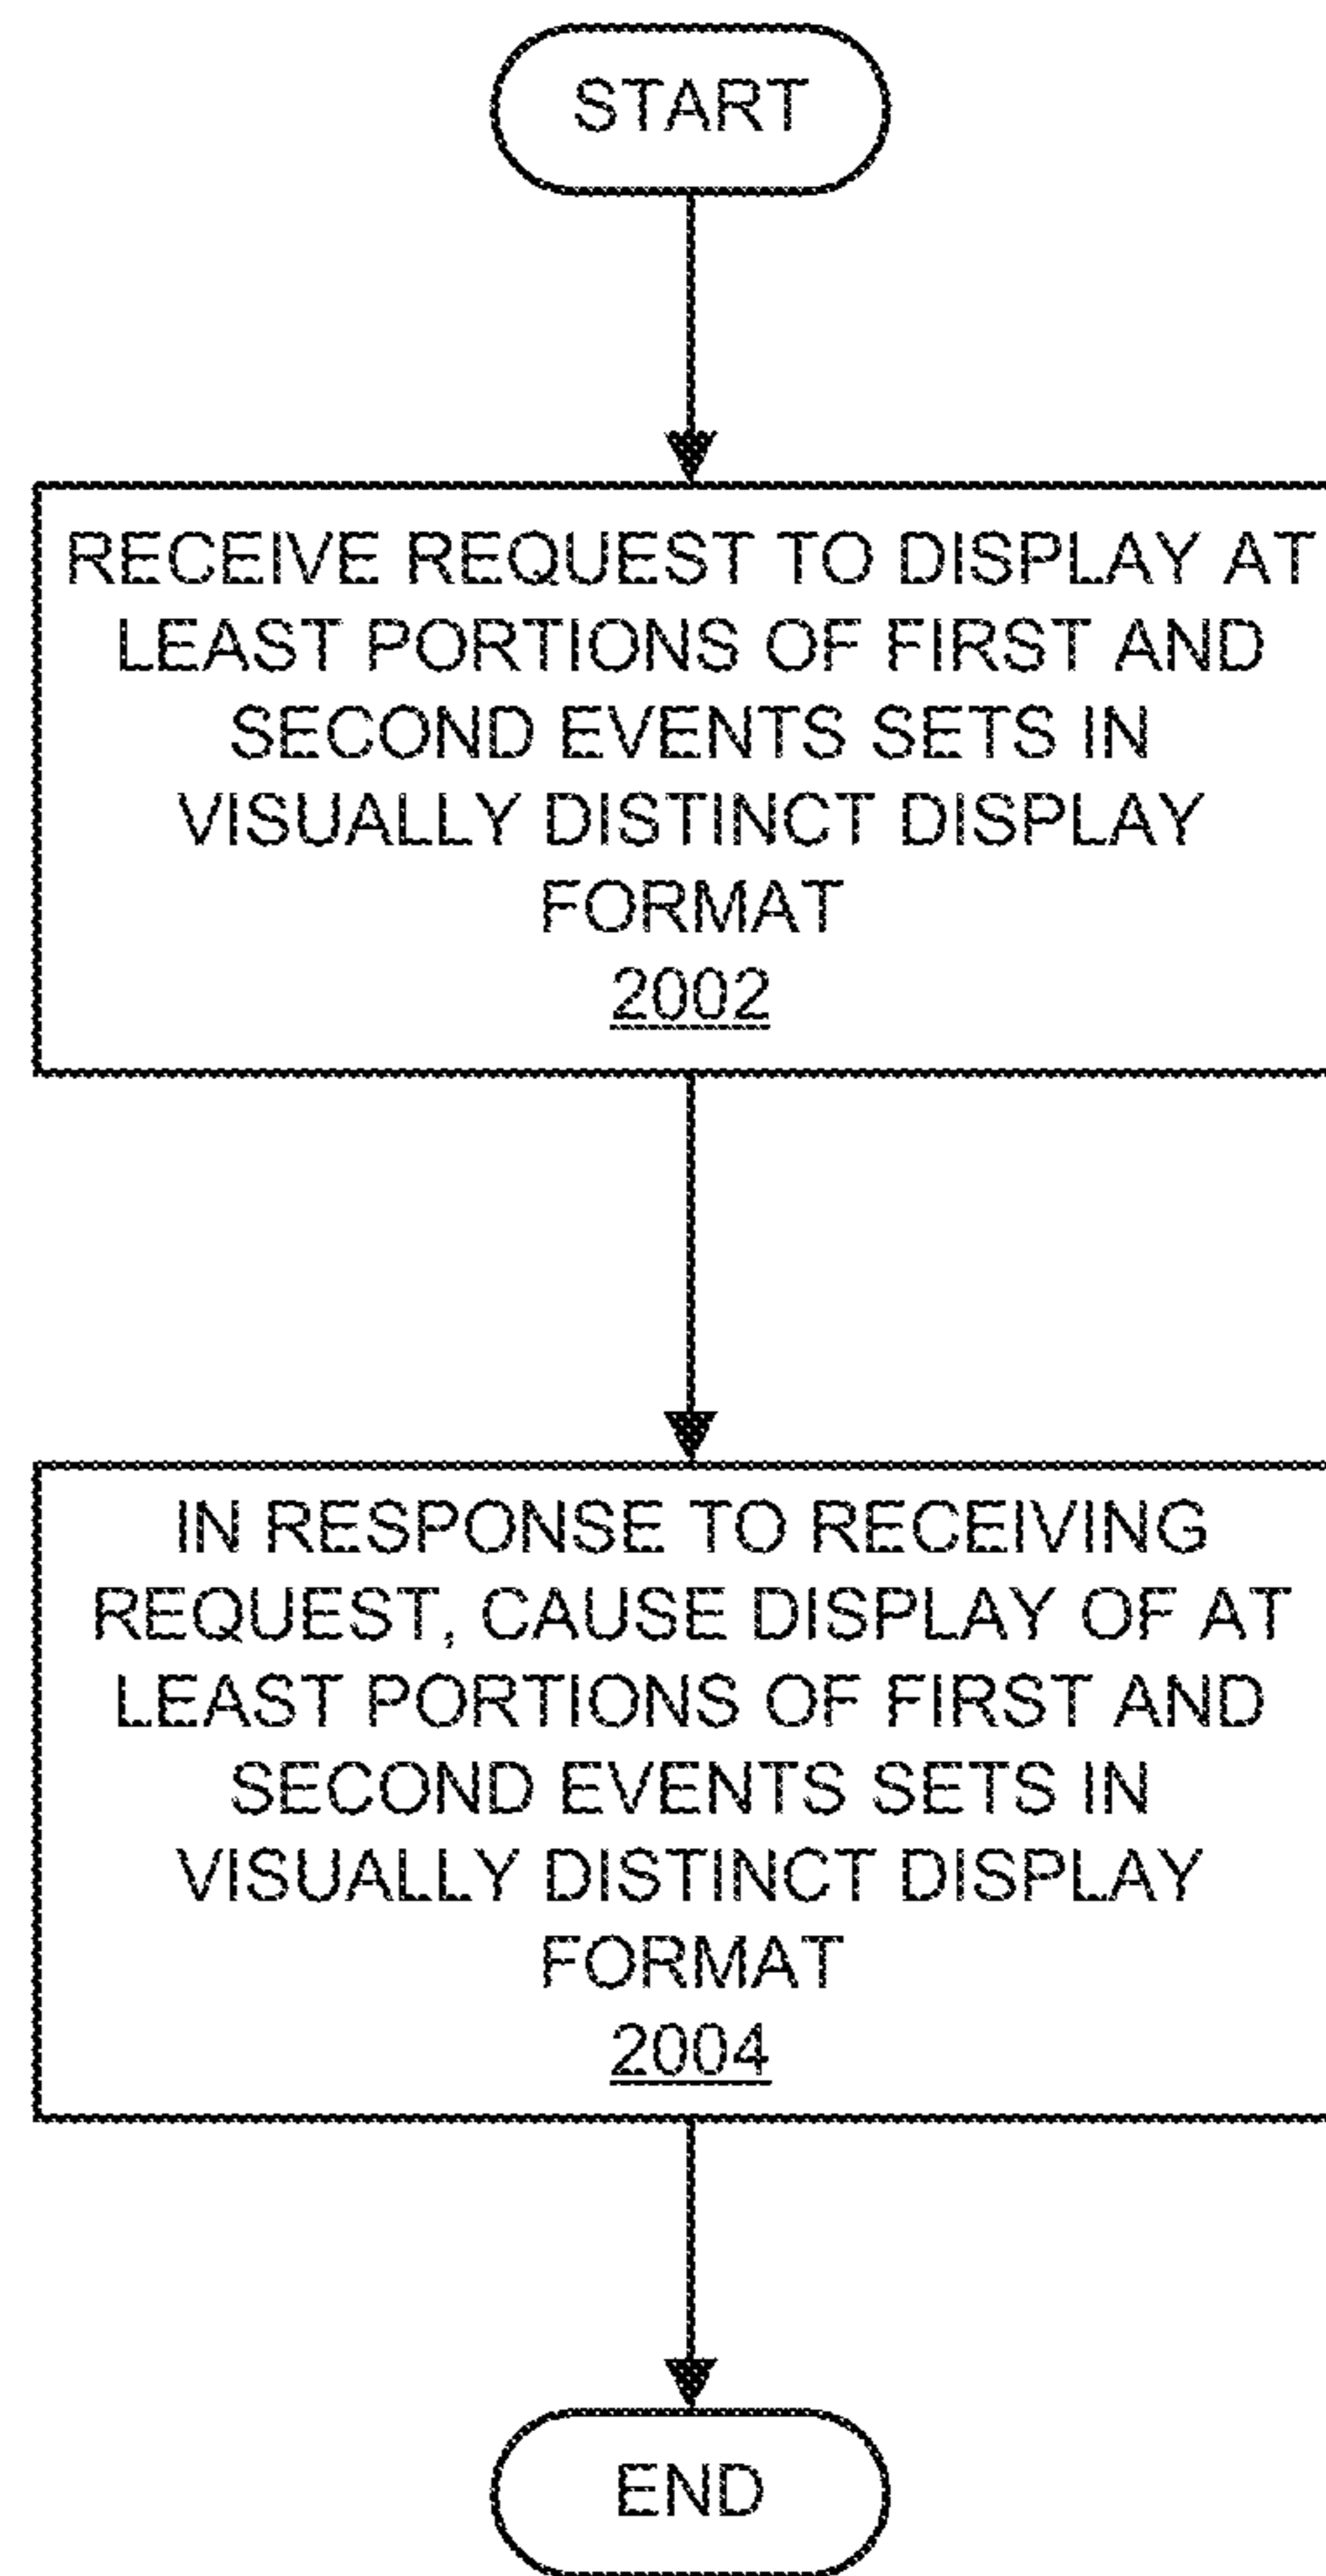 START
RECEIVE REQUEST TO DISPLAY AT
LEAST PORTIONS OF FIRST AND
SECOND EVENTS SETS IN
VISUALLY DISTINCT DISPLAY
FORMAT
2002
IN RESPONSE TO RECEIVING
REQUEST, CAUSE DISPLAY OF AT
LEAST PORTIONS OF FIRST AND
SECOND EVENTS SETS IN
VISUALLY DISTINCT DISPLAY
FORMAT
2004
END